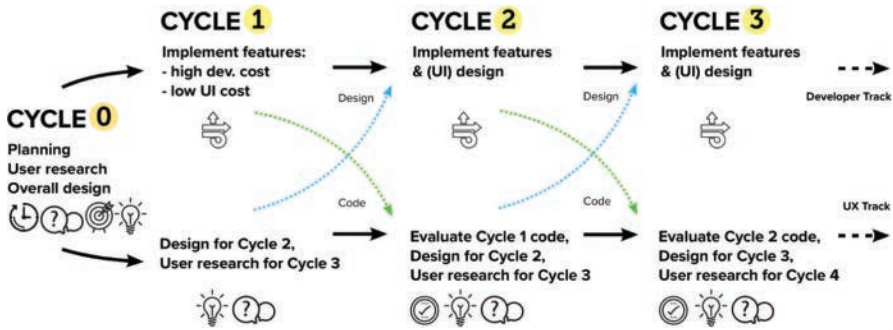 CYCLE 0
Planning
User research
Overall design
CYCLE 1
Implement features:
- high dev. cost
- low UI cost
Design
Code
Design for Cycle 2,
User research for Cycle 3
CYCLE 2
Implement features
& (UI) design
Design
Code
Evaluate Cycle 1 code,
Design for Cycle 2,
User research for Cycle 3
CYCLE 3
Implement features
& (UI) design
Developer Track
UX Track
Evaluate Cycle 2 code,
Design for Cycle 3,
User research for Cycle 4